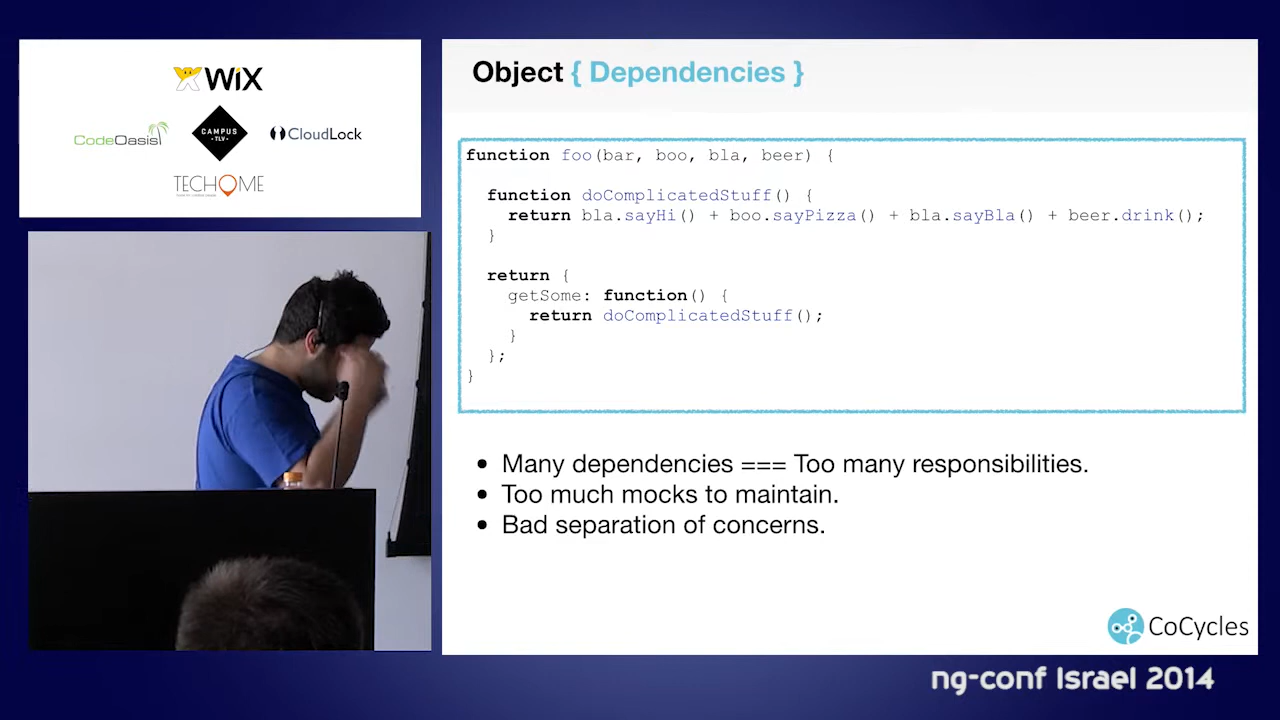 WiX
CodeOasis
CAMPUS
TLV
CloudLock
TECHOME
Object { Dependencies }
function foo(bar, boo, bla, beer) {
function doComplicatedStuff() {
return bla.sayHi() + boo.sayPizza() + bla.sayBla() + beer.drink();
}
return {
getSome: function() {
return doComplicatedStuff();
}
};
}
• Many dependencies === Too many responsibilities.
• Too much mocks to maintain.
• Bad separation of concerns.
CoCycles
ng-conf Israel 2014